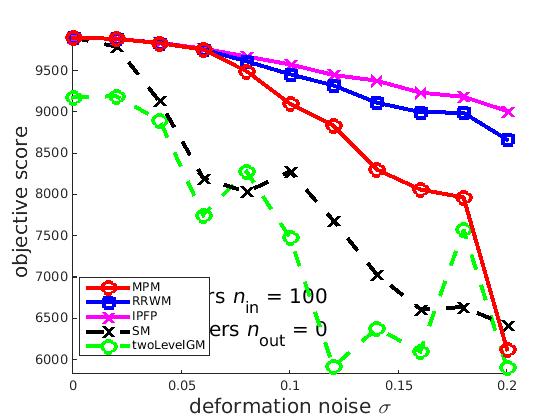 9500
9000
8500
8000
7500
7000
6500
6000
objective score
MPM
RRWM
IPFP
SM
twoLevelGM
rs n_in = 100
ers n_out = 0
0
0.05
0.1
0.15
0.2
deformation noise σ